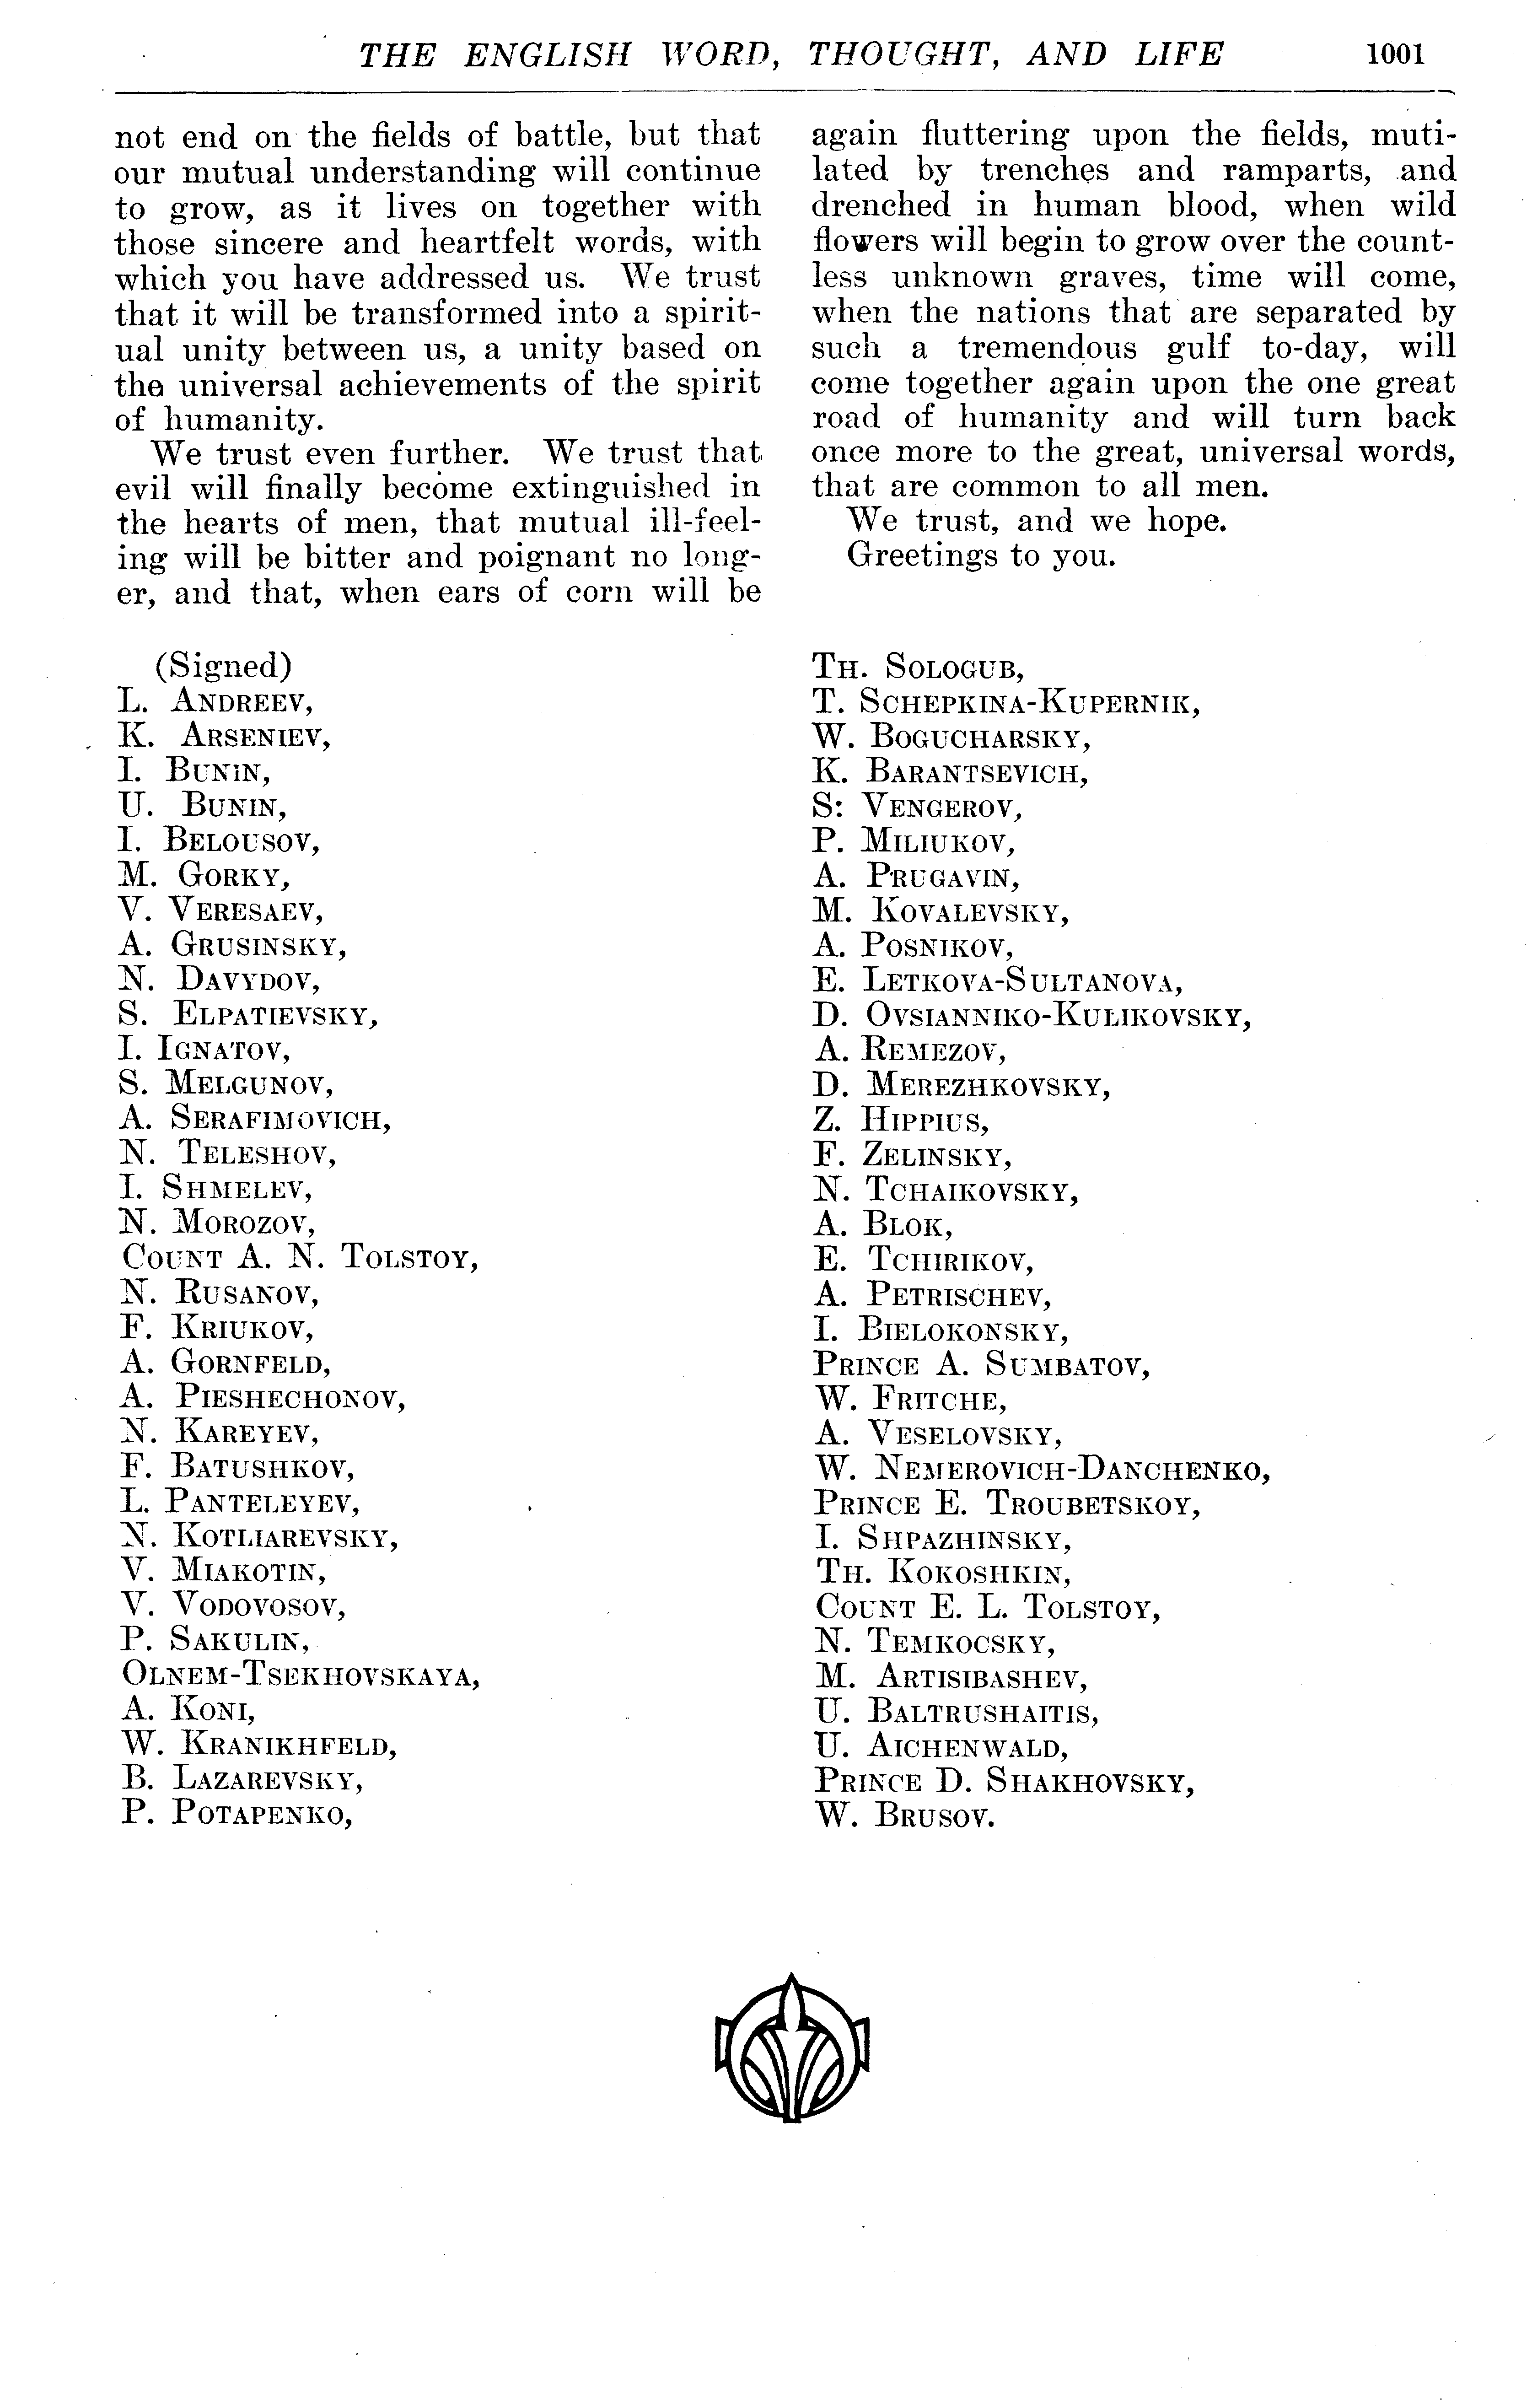 THE ENGLISH WORD, THOUGHT, AND LIFE 1001
not end on the fields of battle, but that
our mutual understanding will continue
to grow, as it lives on together with
those sincere and heartfelt words, with
which you have addressed us. We trust
that it will be transformed into a spirit-
ual unity between us, a unity based on
the universal achievements of the spirit
of humanity.
We trust even further. We trust that
evil will finally become extinguished in
the hearts of men, that mutual ill-feel-
ing will be bitter and poignant no long-
er, and that, when ears of corn will be
again fluttering upon the fields, muti-
lated by trenches and ramparts, and
drenched in human blood, when wild
flowers will begin to grow over the count-
less unknown graves, time will come,
when the nations that are separated by
such a tremendous gulf to-day, will
come together again upon the one great
road of humanity and will turn back
once more to the great, universal words,
that are common to all men.
We trust, and we hope.
Greetings to you.
(Signed)
L. ANDREEV,
K. ARSENIEV,
I. BUNIN,
U. BUNIN,
I. BELOUSOV,
M. GORKY,
V. VERESAEV,
A. GRUSINSKY,
N. DAVYDOV,
S. ELPATIEVSKY,
I. IGNATOV,
S. MELGUNOV,
A. SERAFIMOVICH,
N. TELESHOV,
I. SHMELEV,
N. MOROZOV,
COUNT A. N. TOLSTOY,
N. RUSANOV,
F. KRIUKOV,
A. GORNFELD,
A. PIESHECHONOV,
N. KAREYEV,
F. BATUSHKOV,
L. PANTELEYEV,
N. KOTLIAREVSKY,
V. MIAKOTIN,
V. VODOVOSOV,
P. SAKULIN,
OLNEM-TSEKHOVSKAYA,
A. KONI,
W. KRANIKHFELD,
B. LAZAREVSKY,
P. POTAPENKO,
TH. SOLOGUB,
T. SCHEPKINA-KUPERNIK,
W. BOGUCHARSKY,
K. BARANTSEVICH,
S: VENGEROV,
P. MILIUKOV,
A. PRUGAVIN,
M. KOVALEVSKY,
A. POSNIKOV,
E. LETKOVA-SULTANOVA,
D. OVSIANNIKO-KULIKOVSKY,
A. REMEZOV,
D. MEREZHKOVSKY,
Z. HIPPIUS,
F. ZELINSKY,
N. TCHAIKOVSKY,
A. BLOK,
E. TCHIRIKOV,
A. PETRISCHEV,
I. BIELOKONSKY,
PRINCE A. SUMBATOV,
W. FRITCHE,
A. VESELOVSKY,
W. NEMEROVICH-DANCHENKO,
PRINCE E. TROUBETSKOY,
I. SHPAZHINSKY,
TH. KOKOSHKIN,
COUNT E. L. TOLSTOY,
N. TEMKOCSKY,
M. ARTISIBASHEV,
U. BALTRUSHAITIS,
U. AICHENWALD,
PRINCE D. SHAKHOVSKY,
W. BRUSOV.